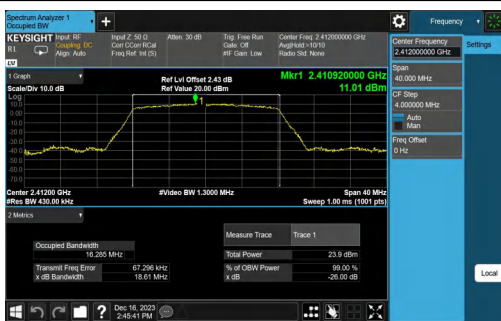 Spectrum Analyzer 1
Occupied BW
Frequency
KEYSIGHT Input: RF Input Z: 50 Ω Atten: 30 dB Trig: Free Run Center Freq: 2.412000000 GHz
RL Coupling: DC Corr CCorr RCal Gate: Off Avg|Hold:>10/10
Align: Auto Freq Ref: Int (S) #IF Gain: Low Radio Std: None
Center Frequency
2.412000000 GHz
Settings
1 Graph
Ref Lvl Offset 2.43 dB
Mkr1 2.410920000 GHz
Scale/Div 10.0 dB
Ref Value 20.00 dBm
11.01 dBm
Span
40.000 MHz
CF Step
4.000000 MHz
Auto
Man
Freq Offset
0 Hz
Log
10.0
0.00
-10.0
-20.0
-30.0
-40.0
-50.0
-60.0
-70.0
1
Center 2.41200 GHz
#Video BW 1.3000 MHz
Span 40 MHz
#Res BW 430.00 kHz
Sweep 1.00 ms (1001 pts)
2 Metrics
Measure Trace Trace 1
Occupied Bandwidth
16.285 MHz
Total Power 23.9 dBm
Transmit Freq Error 67.296 kHz
% of OBW Power 99.00 %
x dB Bandwidth 18.61 MHz
x dB -26.00 dB
Local
?
Dec 16, 2023
2:45:41 PM